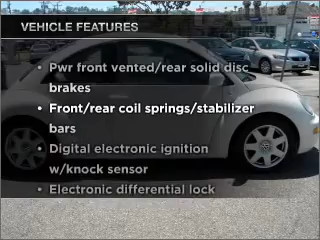 VEHICLE FEATURES
• Pwr front vented/rear solid disc
brakes
• Front/rear coil springs/stabilizer
bars
• Digital electronic ignition
w/knock sensor
• Electronic differential lock